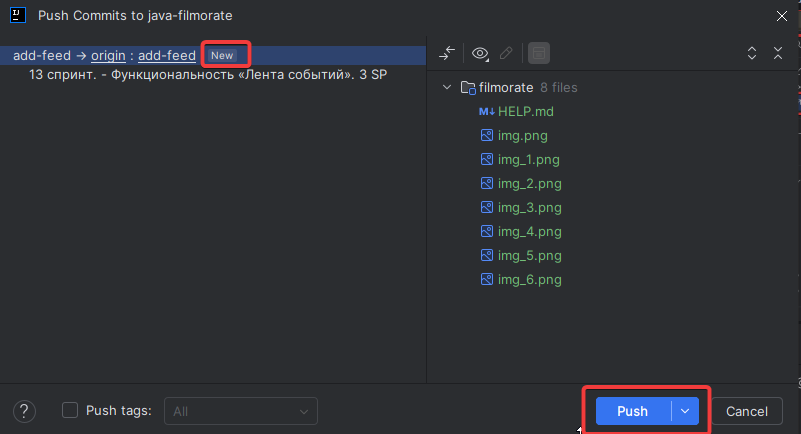 Push Commits to java-filmorate
add-feed → origin : add-feed New
13 спринт. - Функциональность «Лента событий». 3 SP
filmorate 8 files
M↓ HELP.md
img.png
img_1.png
img_2.png
img_3.png
img_4.png
img_5.png
img_6.png
? Push tags: All
Push Cancel